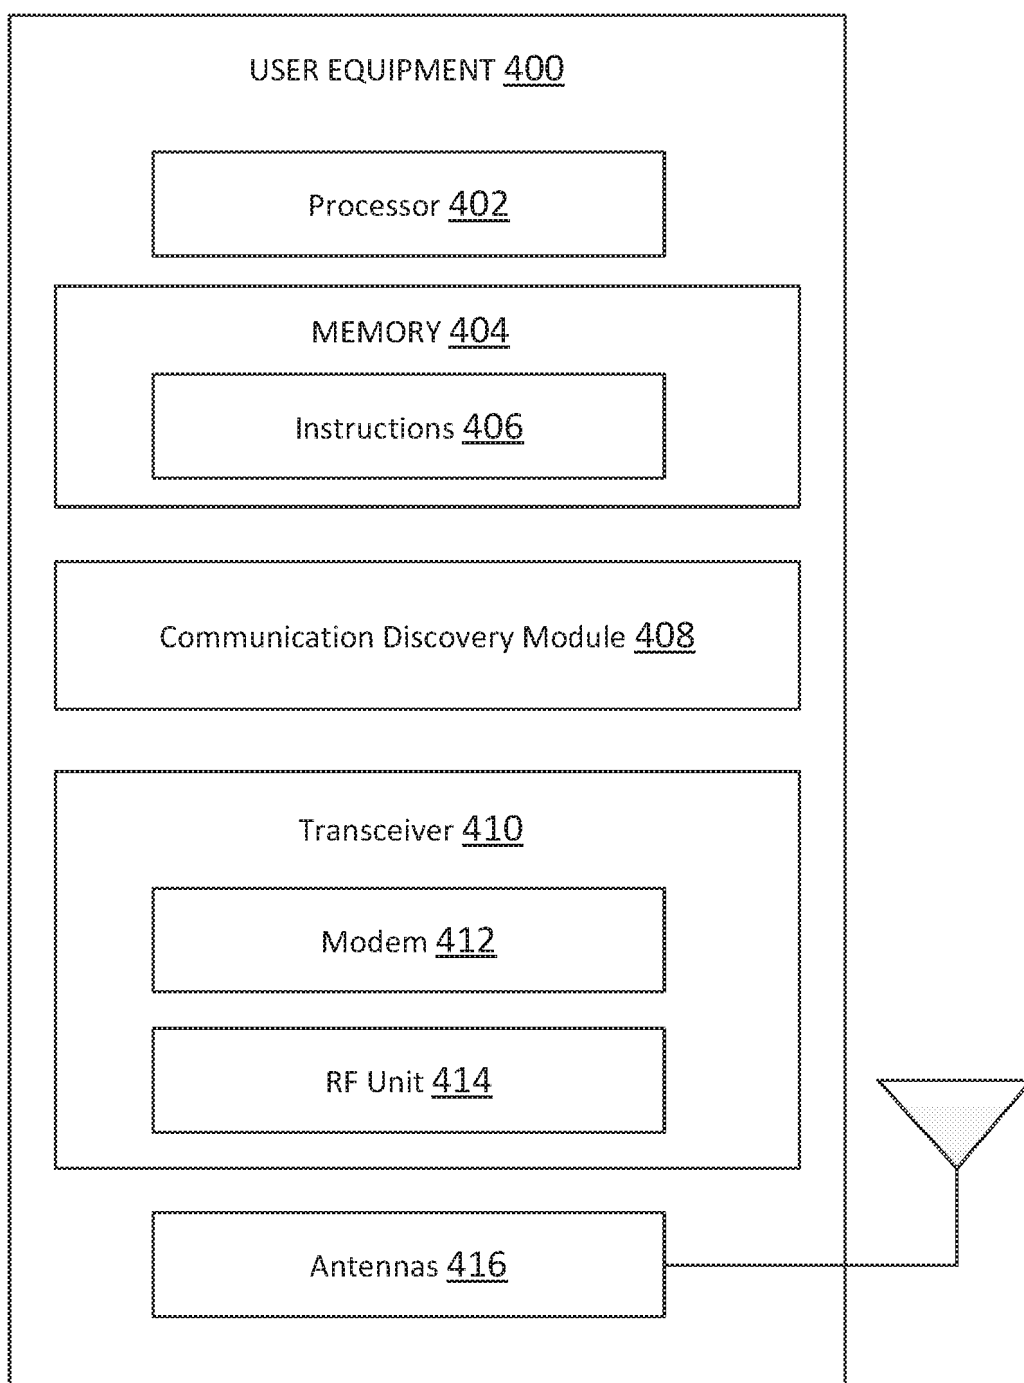 USER EQUIPMENT 400
Processor 402
MEMORY 404
Instructions 406
Communication Discovery Module 408
Transceiver 410
Modem 412
RF Unit 414
Antennas 416